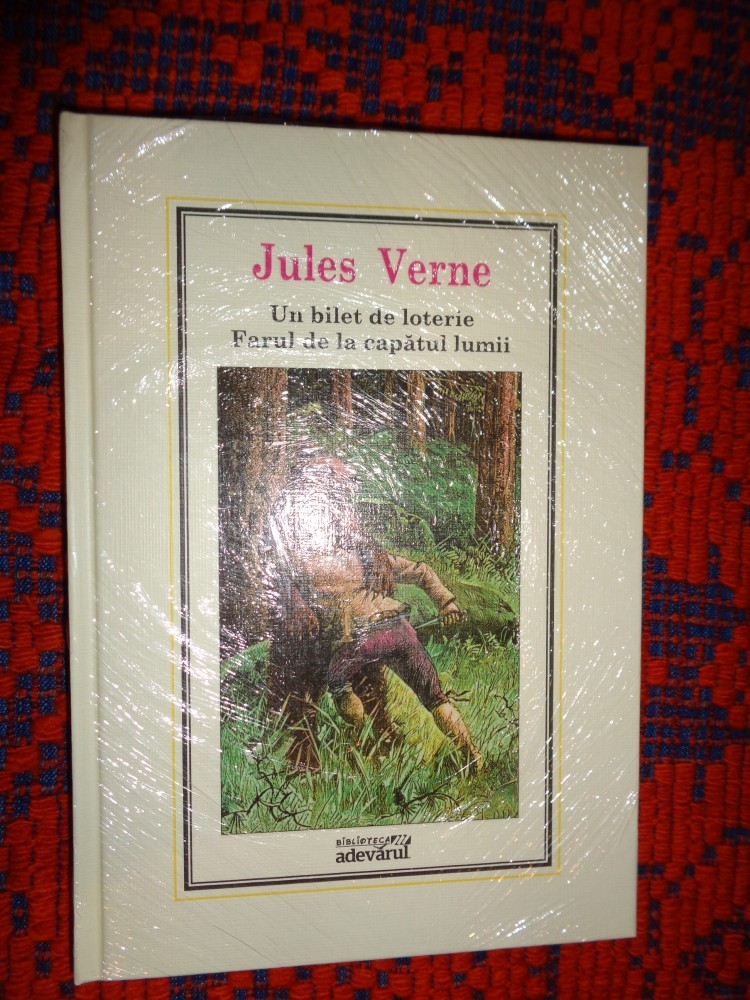 Jules Verne
Un bilet de loterie
Farul de la capătul lumii
BIBLIOTECA
adevărul